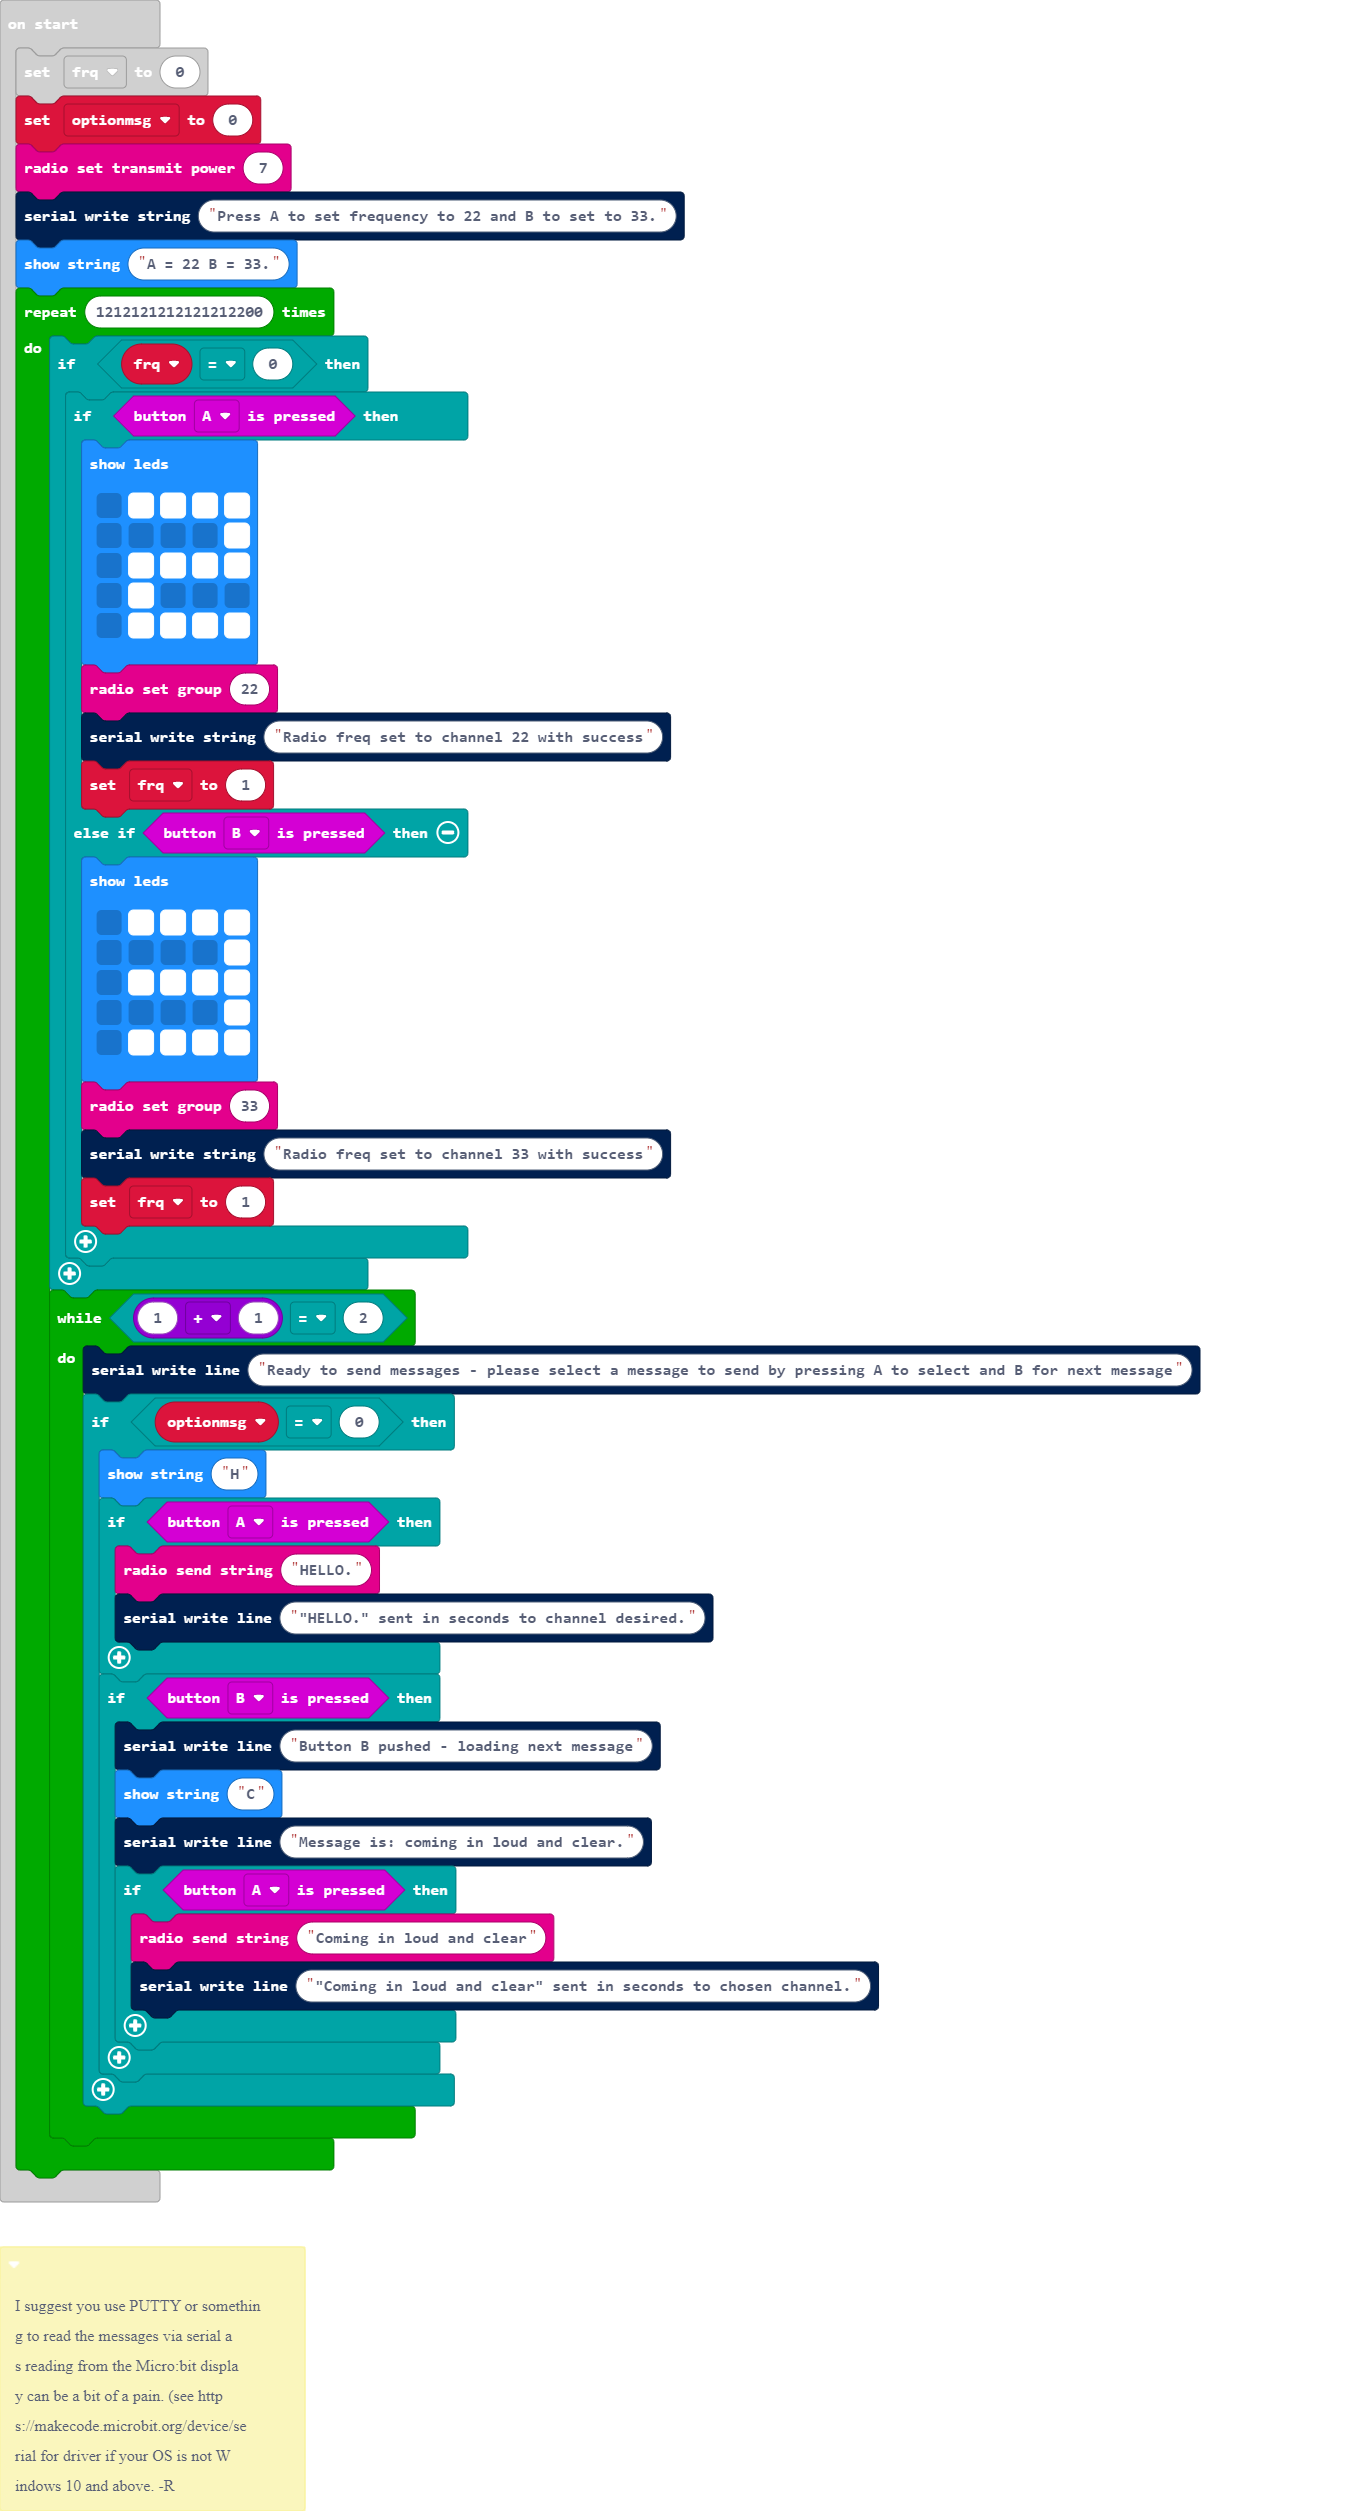 on start
set frq to 0
set optionmsg to 0
radio set transmit power 7
serial write string "Press A to set frequency to 22 and B to set to 33."
show string "A = 22 B = 33."
repeat 1212121212121212200 times
do
if frq = 0 then
if button A is pressed then
show leds
radio set group 22
serial write string "Radio freq set to channel 22 with success"
set frq to 1
else if button B is pressed then
show leds
radio set group 33
serial write string "Radio freq set to channel 33 with success"
set frq to 1
while 1 + 1 = 2
do
serial write line "Ready to send messages - please select a message to send by pressing A to select and B for next message"
if optionmsg = 0 then
show string "H"
if button A is pressed then
radio send string "HELLO."
serial write line ""HELLO." sent in seconds to channel desired."
if button B is pressed then
serial write line "Button B pushed - loading next message"
show string "C"
serial write line "Message is: coming in loud and clear."
if button A is pressed then
radio send string "Coming in loud and clear"
serial write line ""Coming in loud and clear" sent in seconds to chosen channel."
I suggest you use PUTTY or somethin
g to read the messages via serial a
s reading from the Micro:bit displa
y can be a bit of a pain. (see http
s://makecode.microbit.org/device/se
rial for driver if your OS is not W
indows 10 and above. -R